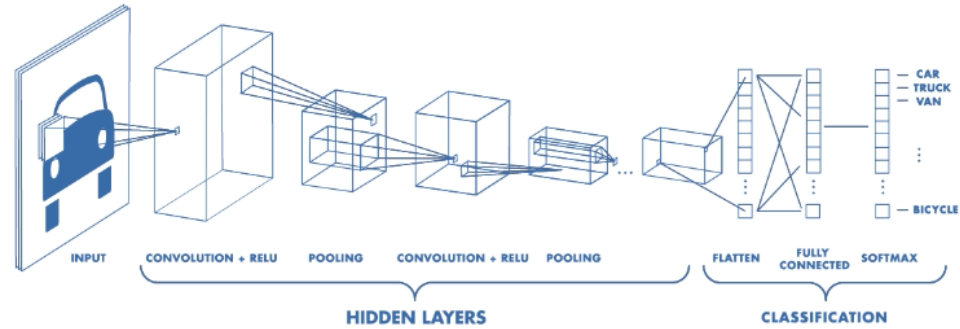 CAR
TRUCK
VAN
BICYCLE
INPUT
CONVOLUTION + RELU
POOLING
CONVOLUTION + RELU
POOLING
FLATTEN
FULLY
CONNECTED
SOFTMAX
HIDDEN LAYERS
CLASSIFICATION